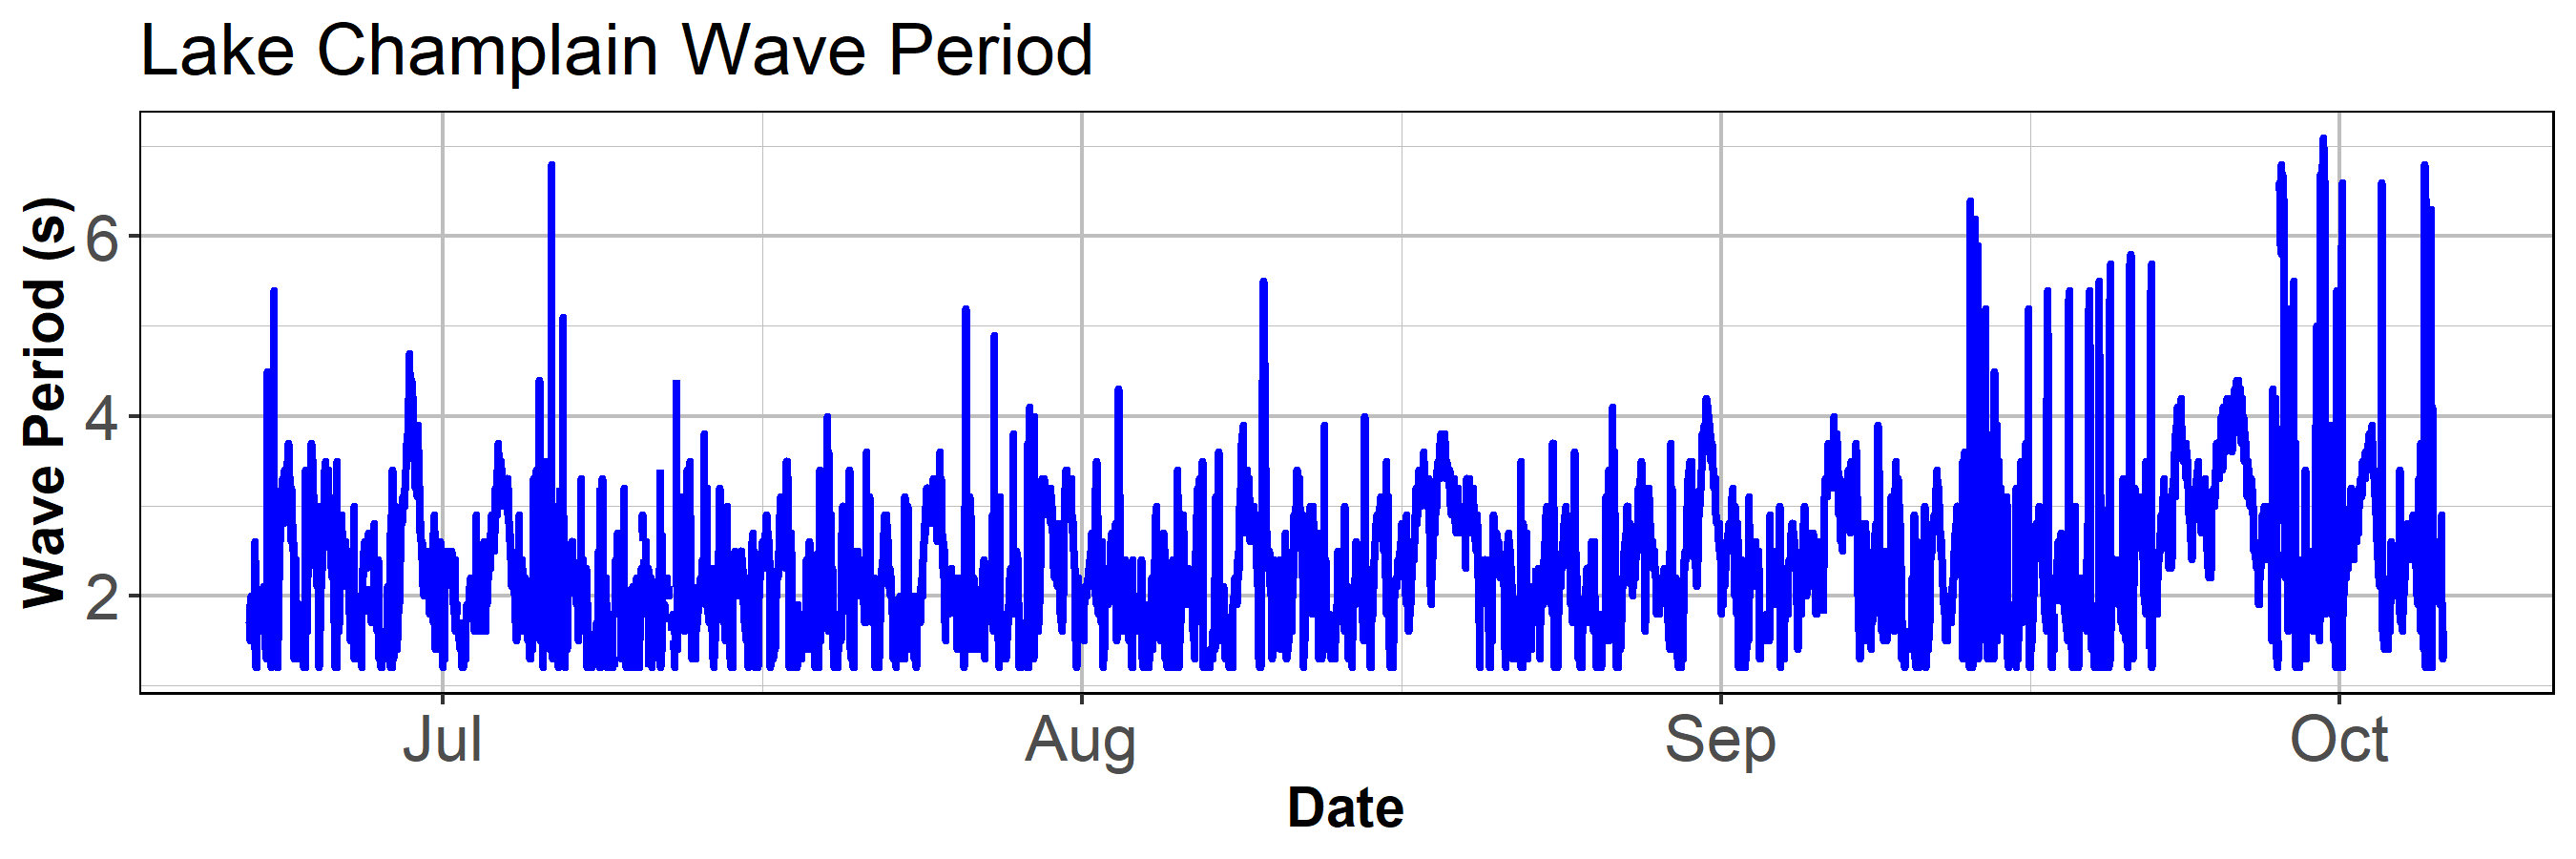 Lake Champlain Wave Period
Wave Period (s)
6
4
2
Jul Aug Sep Oct
Date